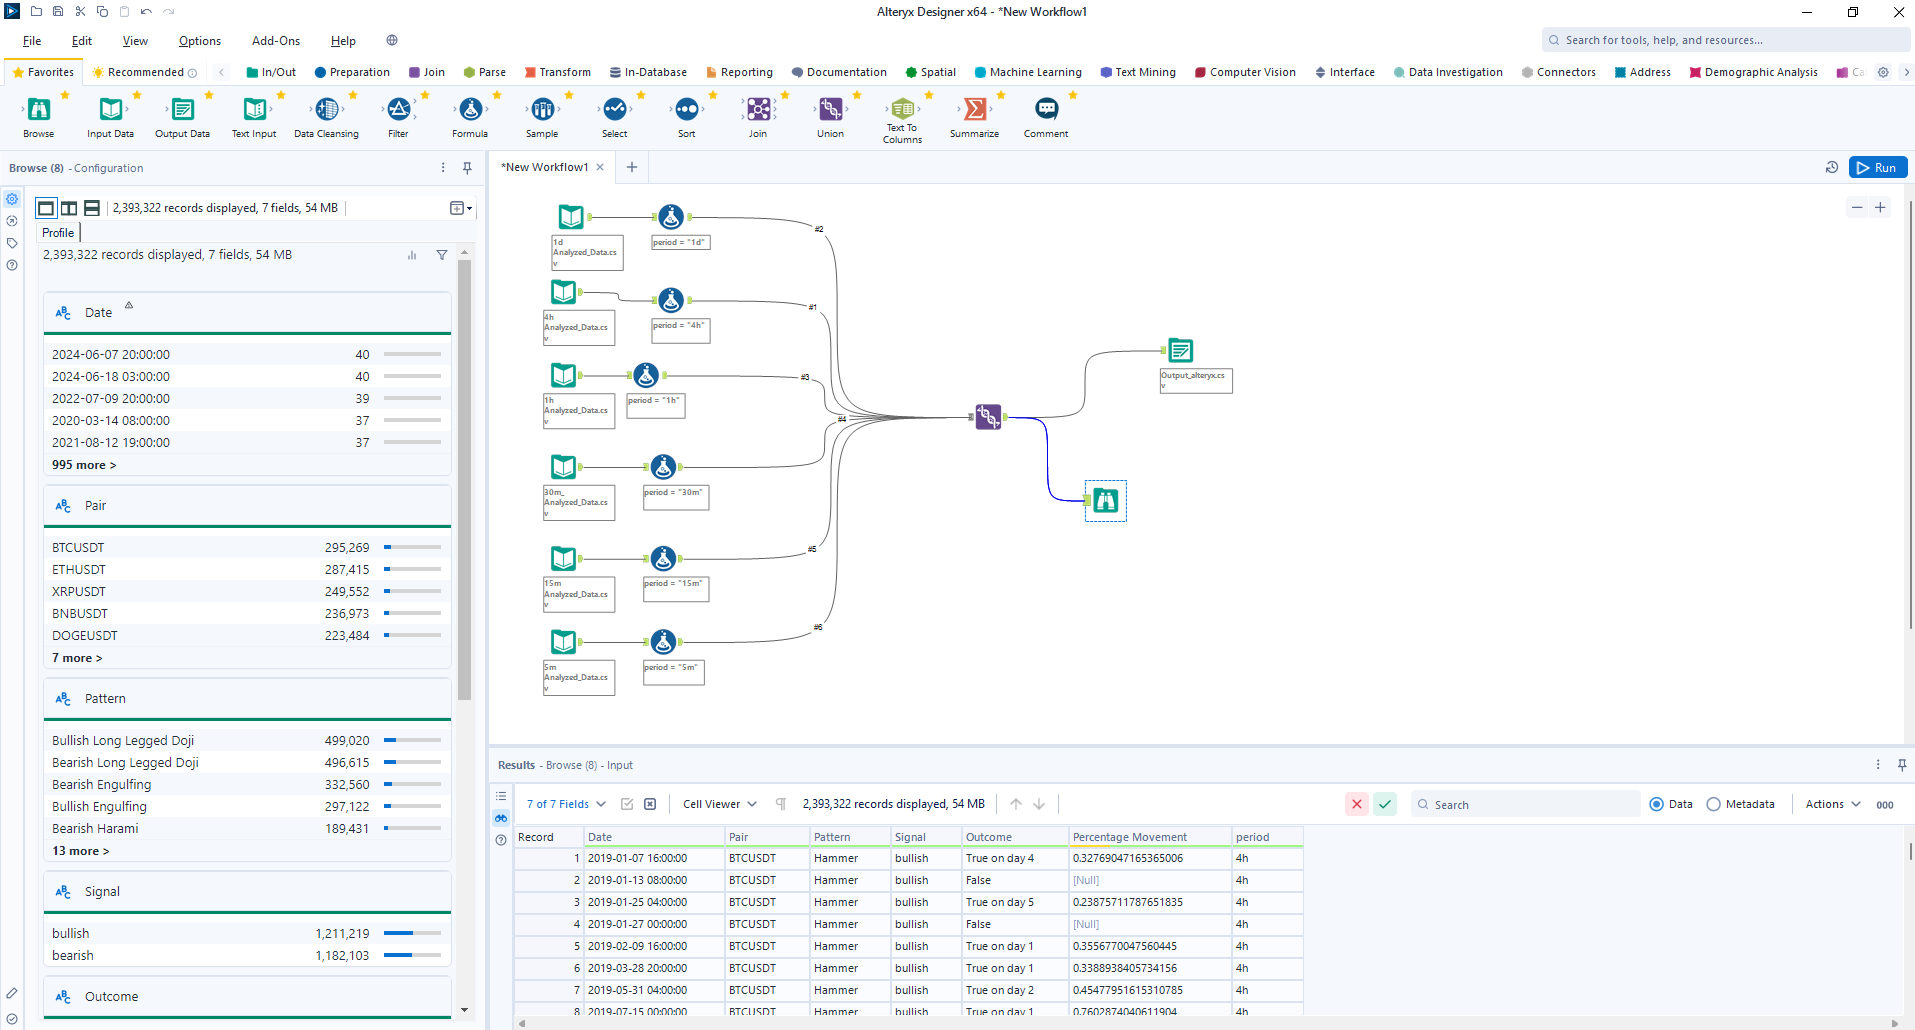 Alteryx Designer x64 - *New Workflow1
File Edit View Options Add-Ons Help
Search for tools, help, and resources...
Favorites Recommended In/Out Preparation Join Parse Transform In-Database Reporting Documentation Spatial Machine Learning Text Mining Computer Vision Interface Data Investigation Connectors Address Demographic Analysis Ca
Browse Input Data Output Data Text Input Data Cleansing Filter Formula Sample Select Sort Join Union Text To Columns Summarize Comment
Browse (8) - Configuration
2,393,322 records displayed, 7 fields, 54 MB
Profile
2,393,322 records displayed, 7 fields, 54 MB
ABC Date
2024-06-07 20:00:00 40
2024-06-18 03:00:00 40
2022-07-09 20:00:00 39
2020-03-14 08:00:00 37
2021-08-12 19:00:00 37
995 more >
ABC Pair
BTCUSDT 295,269
ETHUSDT 287,415
XRPUSDT 249,552
BNBUSDT 236,973
DOGEUSDT 223,484
7 more >
ABC Pattern
Bullish Long Legged Doji 499,020
Bearish Long Legged Doji 496,615
Bearish Engulfing 332,560
Bullish Engulfing 297,122
Bearish Harami 189,431
13 more >
ABC Signal
bullish 1,211,219
bearish 1,182,103
ABC Outcome
*New Workflow1
Run
1d
Analyzed_Data.cs
v
period = "1d"
#2
4h
Analyzed_Data.cs
v
period = "4h"
#1
1h
Analyzed_Data.cs
v
period = "1h"
#3
30m_
Analyzed_Data.cs
v
period = "30m"
#4
15m
Analyzed_Data.cs
v
period = "15m"
#5
5m
Analyzed_Data.cs
v
period = "5m"
#6
Output_alteryx.cs
v
Results - Browse (8) - Input
7 of 7 Fields Cell Viewer 2,393,322 records displayed, 54 MB Search Data Metadata Actions 000
Record Date Pair Pattern Signal Outcome Percentage Movement period
1 2019-01-07 16:00:00 BTCUSDT Hammer bullish True on day 4 0.32769047165365006 4h
2 2019-01-13 08:00:00 BTCUSDT Hammer bullish False [Null] 4h
3 2019-01-25 04:00:00 BTCUSDT Hammer bullish True on day 5 0.23875711787651835 4h
4 2019-01-27 00:00:00 BTCUSDT Hammer bullish False [Null] 4h
5 2019-02-09 16:00:00 BTCUSDT Hammer bullish True on day 1 0.3556770047560445 4h
6 2019-03-28 20:00:00 BTCUSDT Hammer bullish True on day 1 0.3388938405734156 4h
7 2019-05-31 04:00:00 BTCUSDT Hammer bullish True on day 2 0.45477951615310785 4h
8 2019-07-15 00:00:00 BTCUSDT Hammer bullish True on day 1 0.7602874040611904 4h